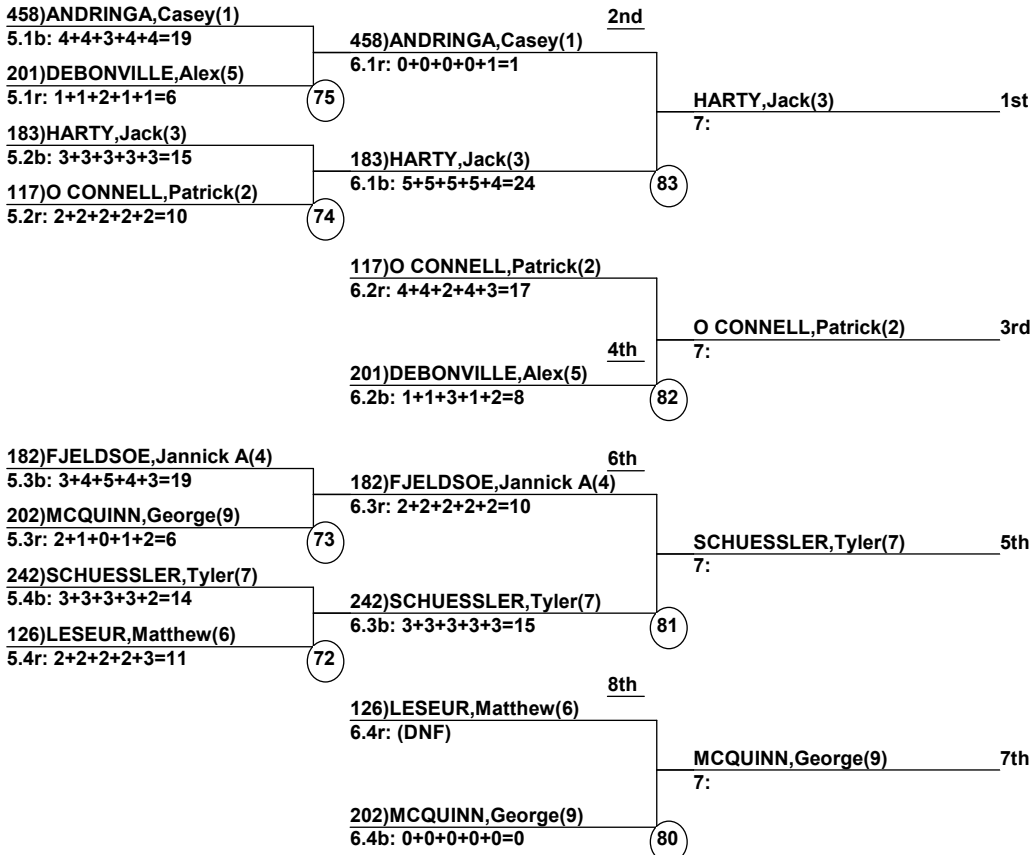 458)ANDRINGA,Casey(1)
5.1b: 4+4+3+4+4=19
201)DEBONVILLE,Alex(5)
5.1r: 1+1+2+1+1=6
75
183)HARTY,Jack(3)
5.2b: 3+3+3+3+3=15
117)O CONNELL,Patrick(2)
5.2r: 2+2+2+2+2=10
74
2nd
458)ANDRINGA,Casey(1)
6.1r: 0+0+0+0+1=1
183)HARTY,Jack(3)
6.1b: 5+5+5+5+4=24
83
HARTY,Jack(3)
1st
7:
117)O CONNELL,Patrick(2)
6.2r: 4+4+2+4+3=17
4th
201)DEBONVILLE,Alex(5)
6.2b: 1+1+3+1+2=8
82
O CONNELL,Patrick(2)
3rd
7:
182)FJELDSOE,Jannick A(4)
5.3b: 3+4+5+4+3=19
202)MCQUINN,George(9)
5.3r: 2+1+0+1+2=6
73
242)SCHUESSLER,Tyler(7)
5.4b: 3+3+3+3+2=14
126)LESEUR,Matthew(6)
5.4r: 2+2+2+2+3=11
72
6th
182)FJELDSOE,Jannick A(4)
6.3r: 2+2+2+2+2=10
242)SCHUESSLER,Tyler(7)
6.3b: 3+3+3+3+3=15
81
SCHUESSLER,Tyler(7)
5th
7:
8th
126)LESEUR,Matthew(6)
6.4r: (DNF)
202)MCQUINN,George(9)
6.4b: 0+0+0+0+0=0
80
MCQUINN,George(9)
7th
7: